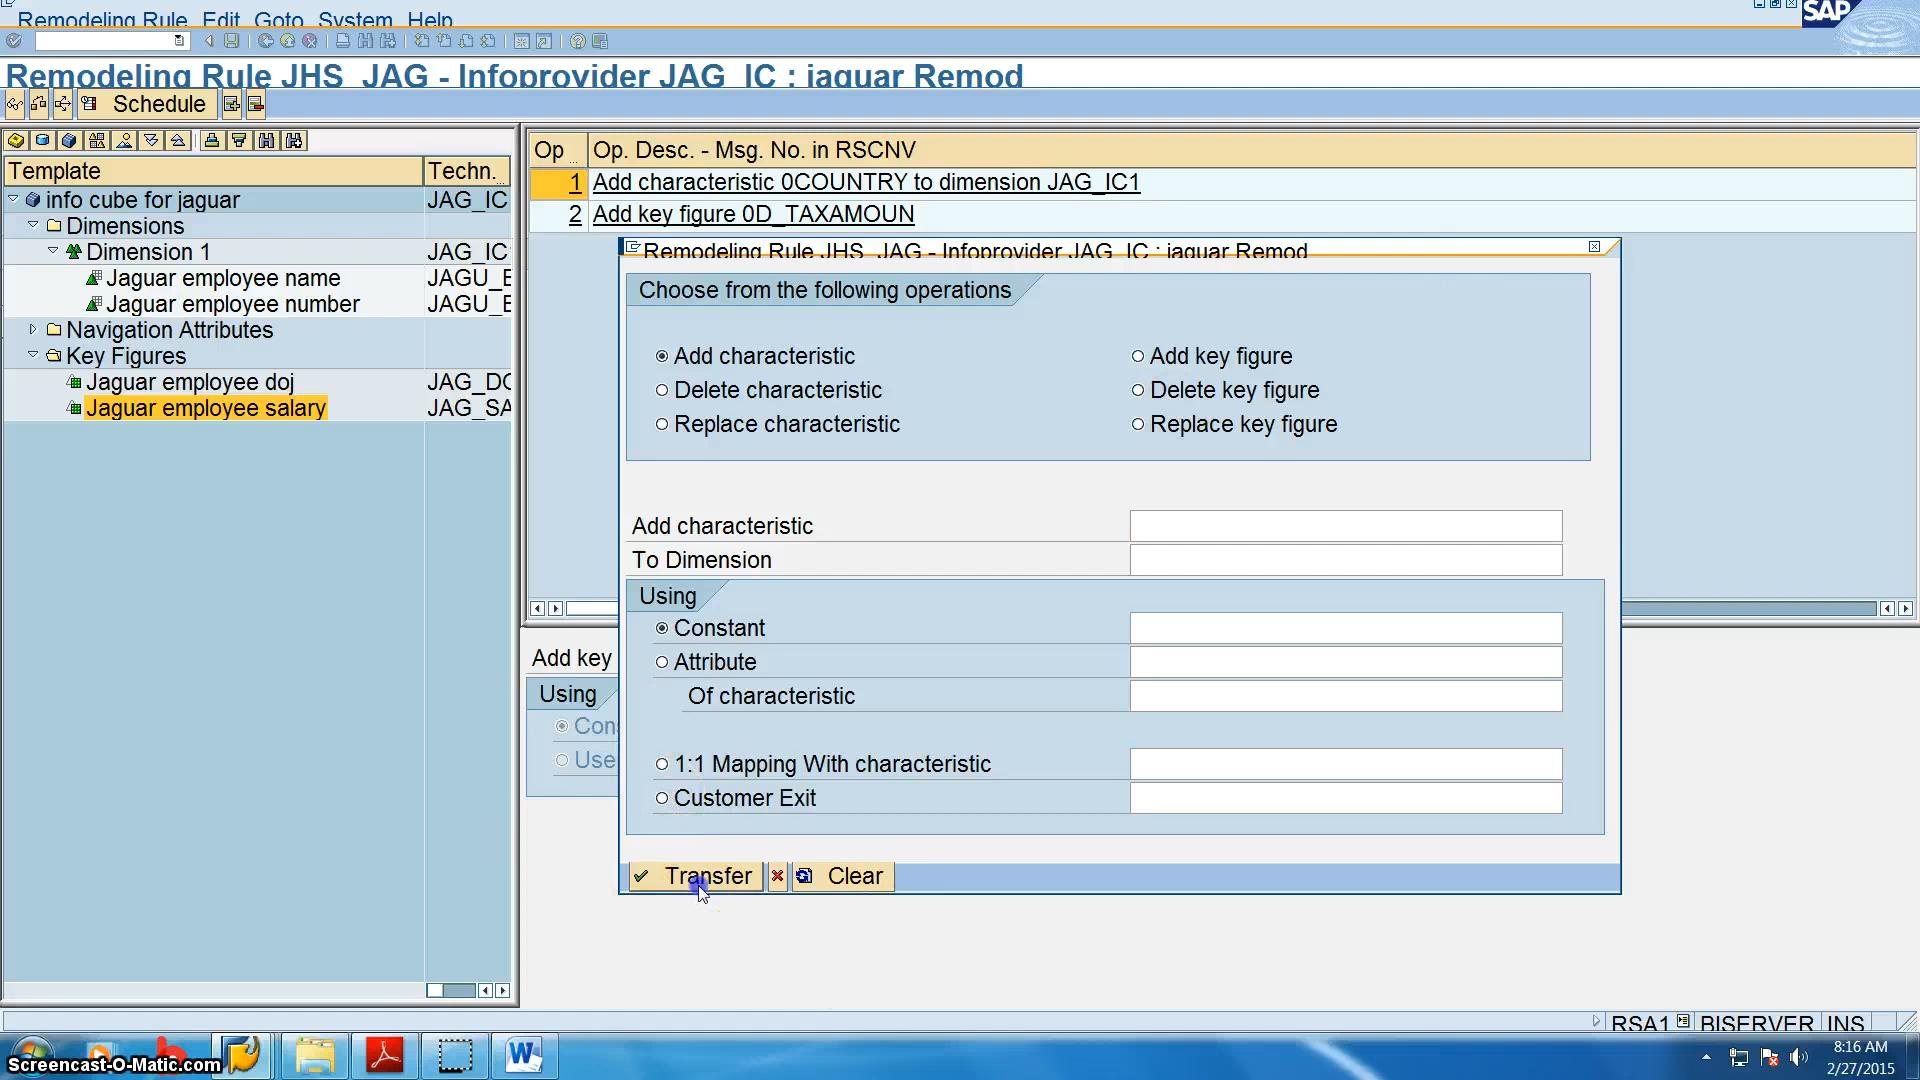 Remodeling Rule Edit Goto System Help
SAP
Remodeling Rule JHS_JAG - Infoprovider JAG_IC : jaguar Remod
Schedule
Template Techn.
info cube for jaguar JAG_IC
Dimensions
Dimension 1 JAG_IC
Jaguar employee name JAGU_E
Jaguar employee number JAGU_E
Navigation Attributes
Key Figures
Jaguar employee doj JAG_DO
Jaguar employee salary JAG_SA
Op... Op. Desc. - Msg. No. in RSCNV
1 Add characteristic 0COUNTRY to dimension JAG_IC1
2 Add key figure 0D_TAXAMOUN
Remodeling Rule JHS_JAG - Infoprovider JAG_IC : jaguar Remod
Choose from the following operations
Add characteristic Add key figure
Delete characteristic Delete key figure
Replace characteristic Replace key figure
Add characteristic
To Dimension
Using
Constant
Attribute
Of characteristic
1:1 Mapping With characteristic
Customer Exit
Transfer Clear
Add key
Using
Con
Use
RSA1 BISERVER INS
Screencast-O-Matic.com
8:16 AM
2/27/2015